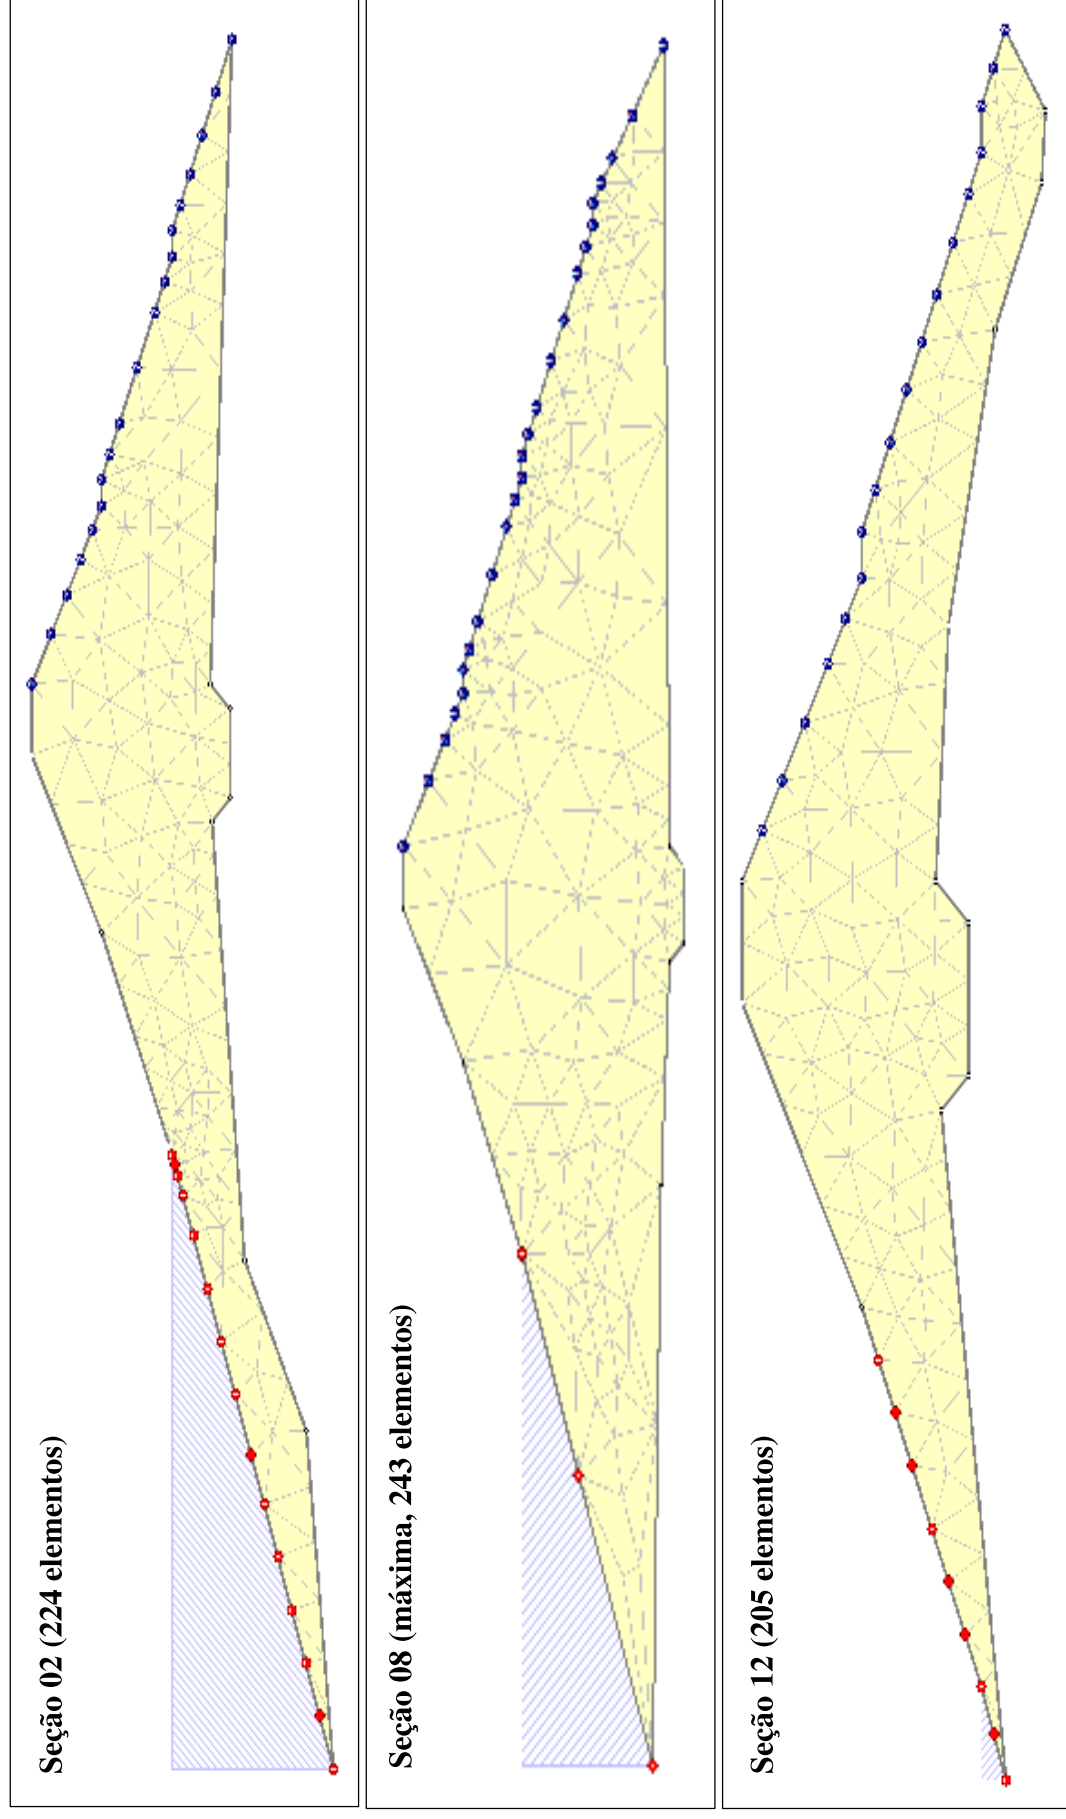 Seção 02 (224 elementos)
Seção 08 (máxima, 243 elementos)
Seção 12 (205 elementos)